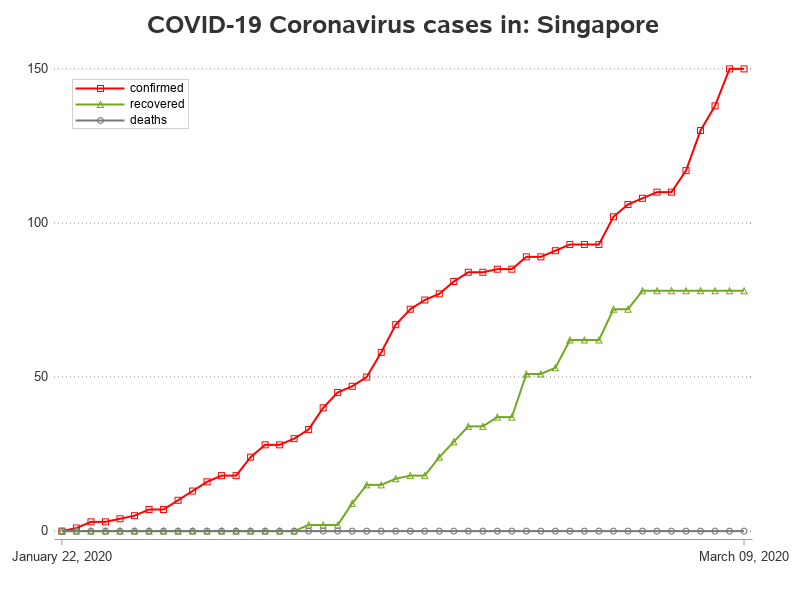 COVID-19 Coronavirus cases in: Singapore
150
confirmed
recovered
deaths
100
50
0
January 22, 2020
March 09, 2020